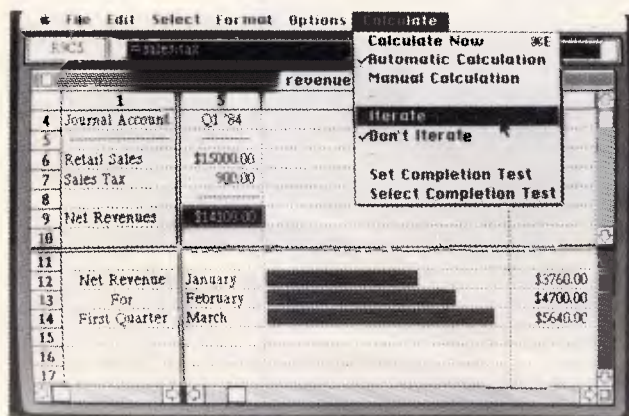 File Edit Select Format Options Calculate
R9C5 =sales-tax
revenue
Calculate Now ⌘E
✓Automatic Calculation
Manual Calculation
Iterate
✓Don't Iterate
Set Completion Test
Select Completion Test
1 5
4 Journal Account Q1 '84
5
6 Retail Sales $15000.00
7 Sales Tax 900.00
8
9 Net Revenues $14100.00
10
11
12 Net Revenue January $3760.00
13 For February $4700.00
14 First Quarter March $5640.00
15
16
17